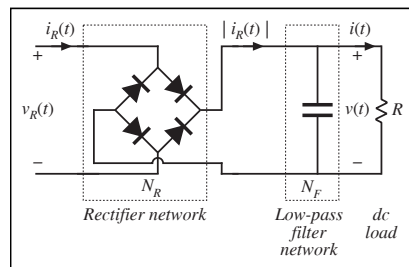 i_R(t)
| i_R(t) |
i(t)
+
+
+
v_R(t)
v(t)
R
–
–
–
N_R
N_F
Rectifier network
Low-pass
filter
network
dc
load